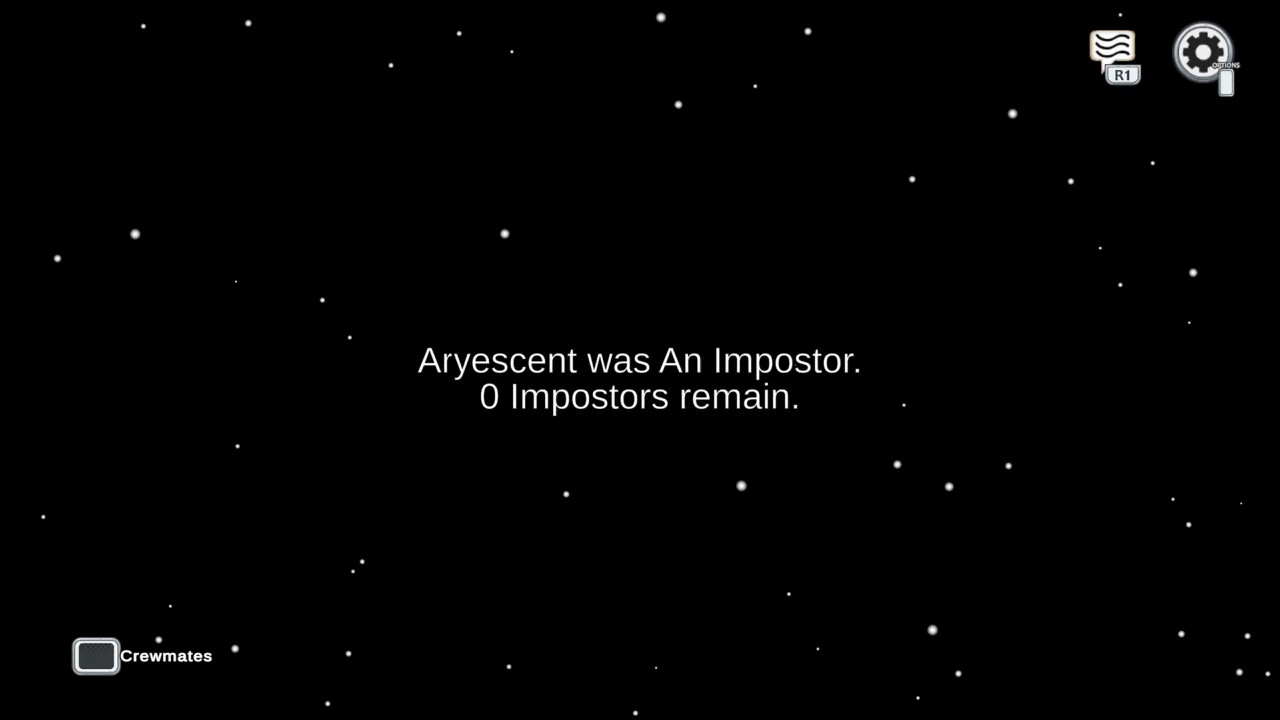 R1
OPTIONS
Aryescent was An Impostor.
0 Impostors remain.
Crewmates